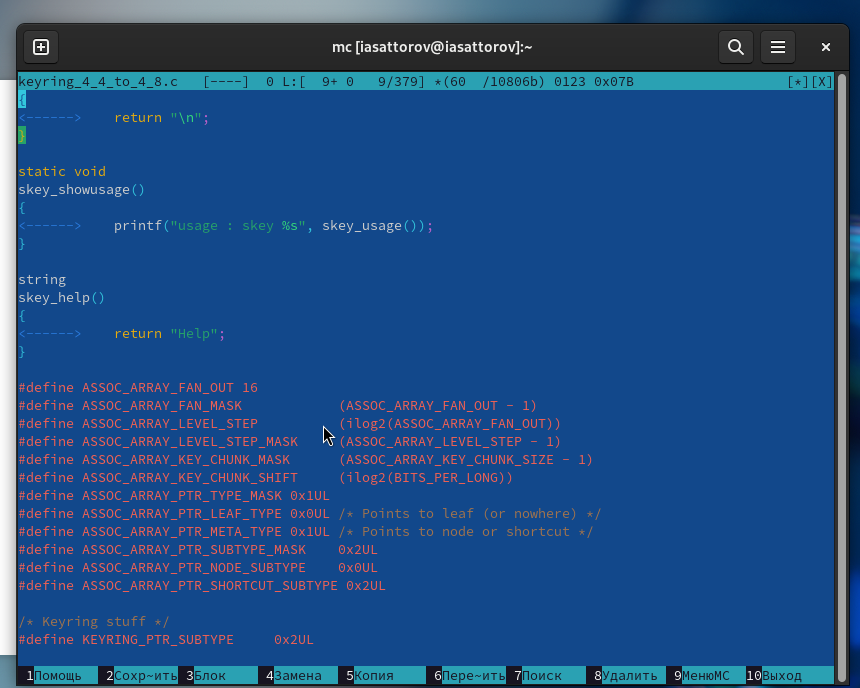 mc [iasattorov@iasattorov]:~
keyring_4_4_to_4_8.c   [----]  0 L:[  9+ 0   9/379] *(60  /10806b) 0123 0x07B                   [*][X]
{
<------>    return "\n";
}
static void
skey_showusage()
{
<------>    printf("usage : skey %s", skey_usage());
}
string
skey_help()
{
<------>    return "Help";
}
#define ASSOC_ARRAY_FAN_OUT 16
#define ASSOC_ARRAY_FAN_MASK            (ASSOC_ARRAY_FAN_OUT - 1)
#define ASSOC_ARRAY_LEVEL_STEP          (ilog2(ASSOC_ARRAY_FAN_OUT))
#define ASSOC_ARRAY_LEVEL_STEP_MASK     (ASSOC_ARRAY_LEVEL_STEP - 1)
#define ASSOC_ARRAY_KEY_CHUNK_MASK      (ASSOC_ARRAY_KEY_CHUNK_SIZE - 1)
#define ASSOC_ARRAY_KEY_CHUNK_SHIFT     (ilog2(BITS_PER_LONG))
#define ASSOC_ARRAY_PTR_TYPE_MASK 0x1UL
#define ASSOC_ARRAY_PTR_LEAF_TYPE 0x0UL /* Points to leaf (or nowhere) */
#define ASSOC_ARRAY_PTR_META_TYPE 0x1UL /* Points to node or shortcut */
#define ASSOC_ARRAY_PTR_SUBTYPE_MASK    0x2UL
#define ASSOC_ARRAY_PTR_NODE_SUBTYPE    0x0UL
#define ASSOC_ARRAY_PTR_SHORTCUT_SUBTYPE 0x2UL
/* Keyring stuff */
#define KEYRING_PTR_SUBTYPE     0x2UL
1Помощь  2Сохр~ить 3Блок  4Замена  5Копия  6Пере~ить 7Поиск  8Удалить  9МенюМС  10Выход